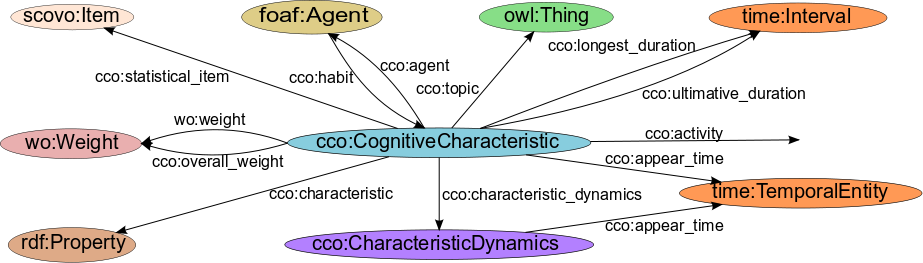 scovo:Item
foaf:Agent
owl:Thing
time:Interval
cco:longest_duration
cco:agent
cco:statistical_item
cco:habit
cco:topic
cco:ultimative_duration
wo:weight
cco:activity
wo:Weight
cco:CognitiveCharacteristic
cco:overall_weight
cco:appear_time
cco:characteristic
cco:characteristic_dynamics
time:TemporalEntity
cco:appear_time
rdf:Property
cco:CharacteristicDynamics